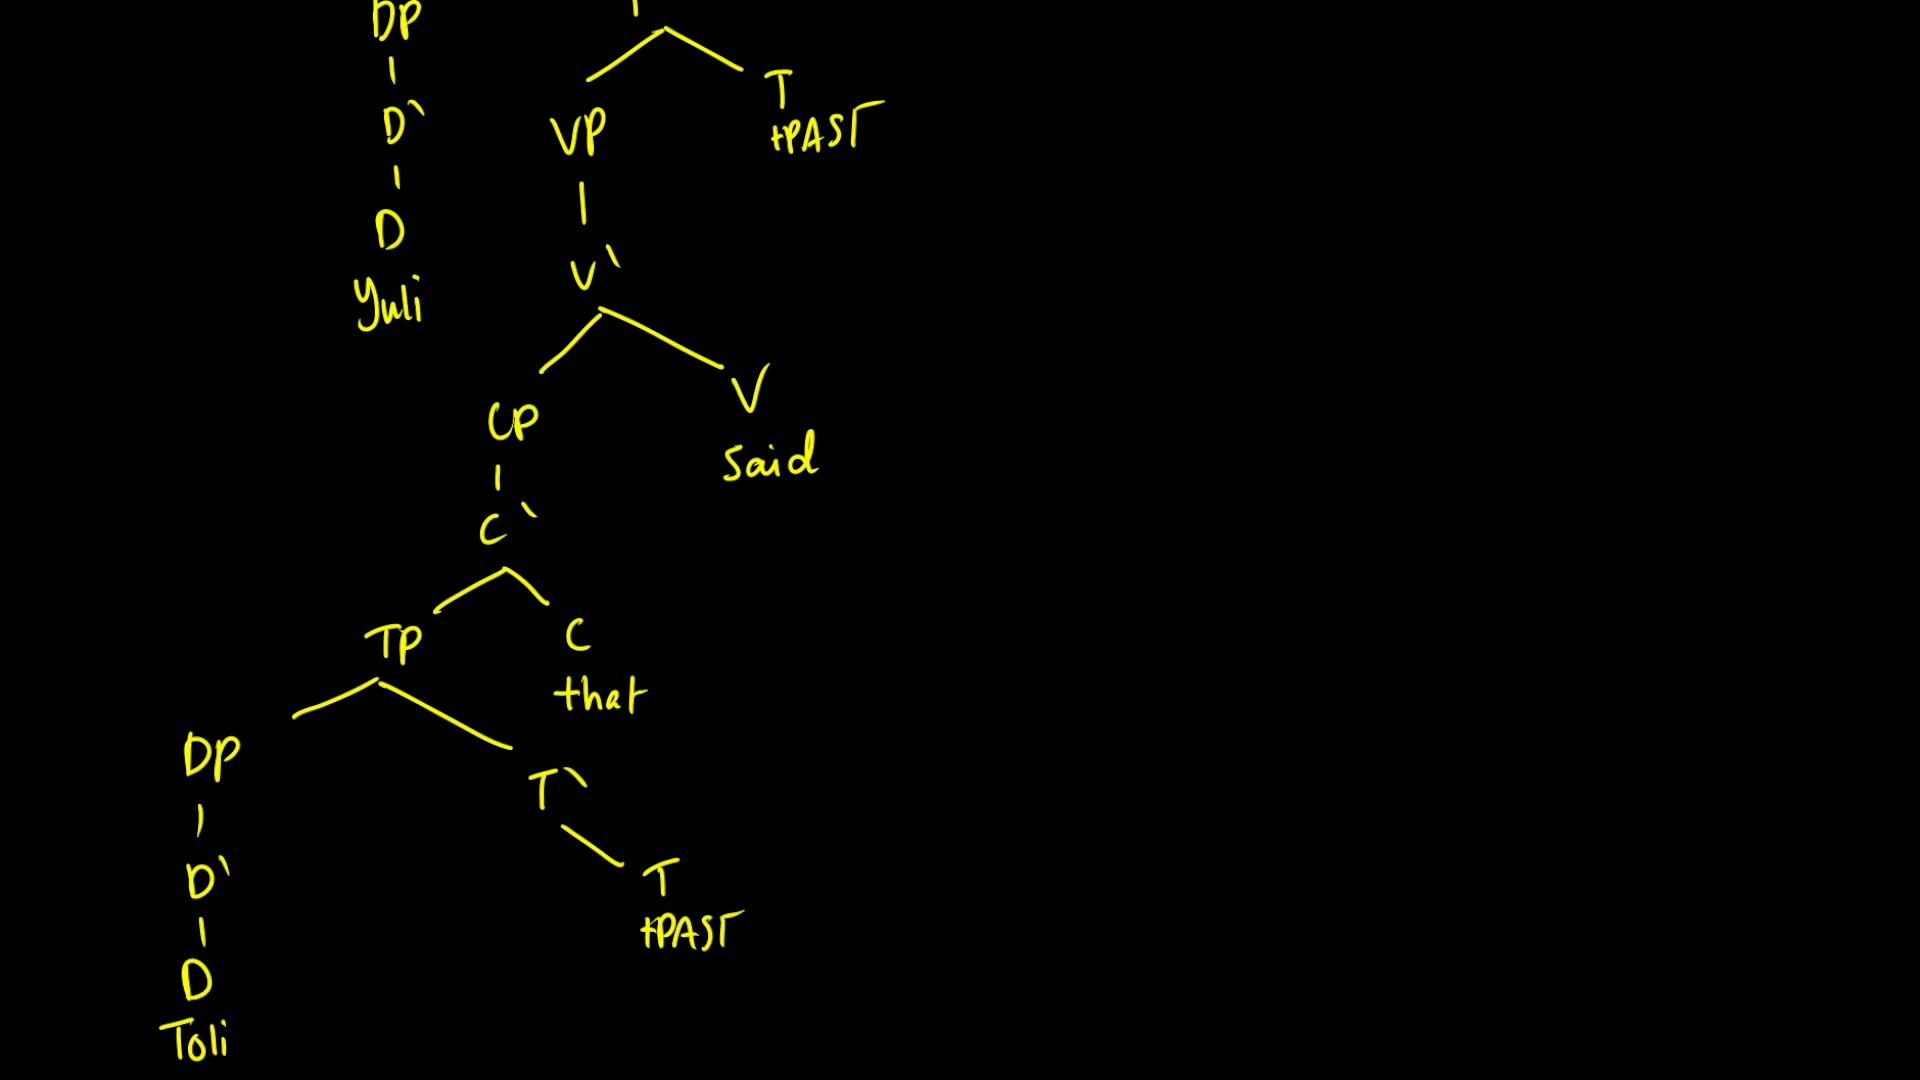 DP
T
+PAST
D`
VP
D
V`
Yuli
V
CP
said
C`
C
TP
that
DP
T`
D`
T
+PAST
D
Toli